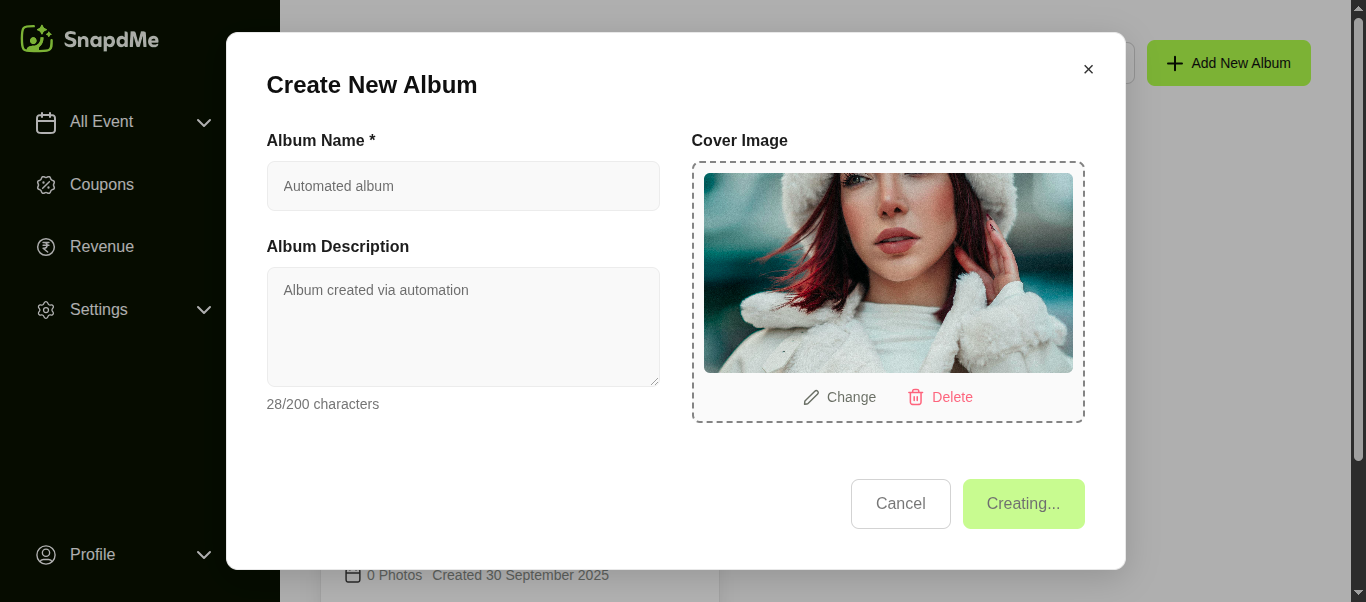 SnapdMe
All Event
Coupons
Revenue
Settings
Profile
Add New Album
Create New Album
Album Name *
Automated album
Album Description
Album created via automation
28/200 characters
Cover Image
Change
Delete
Cancel
Creating...
0 Photos Created 30 September 2025